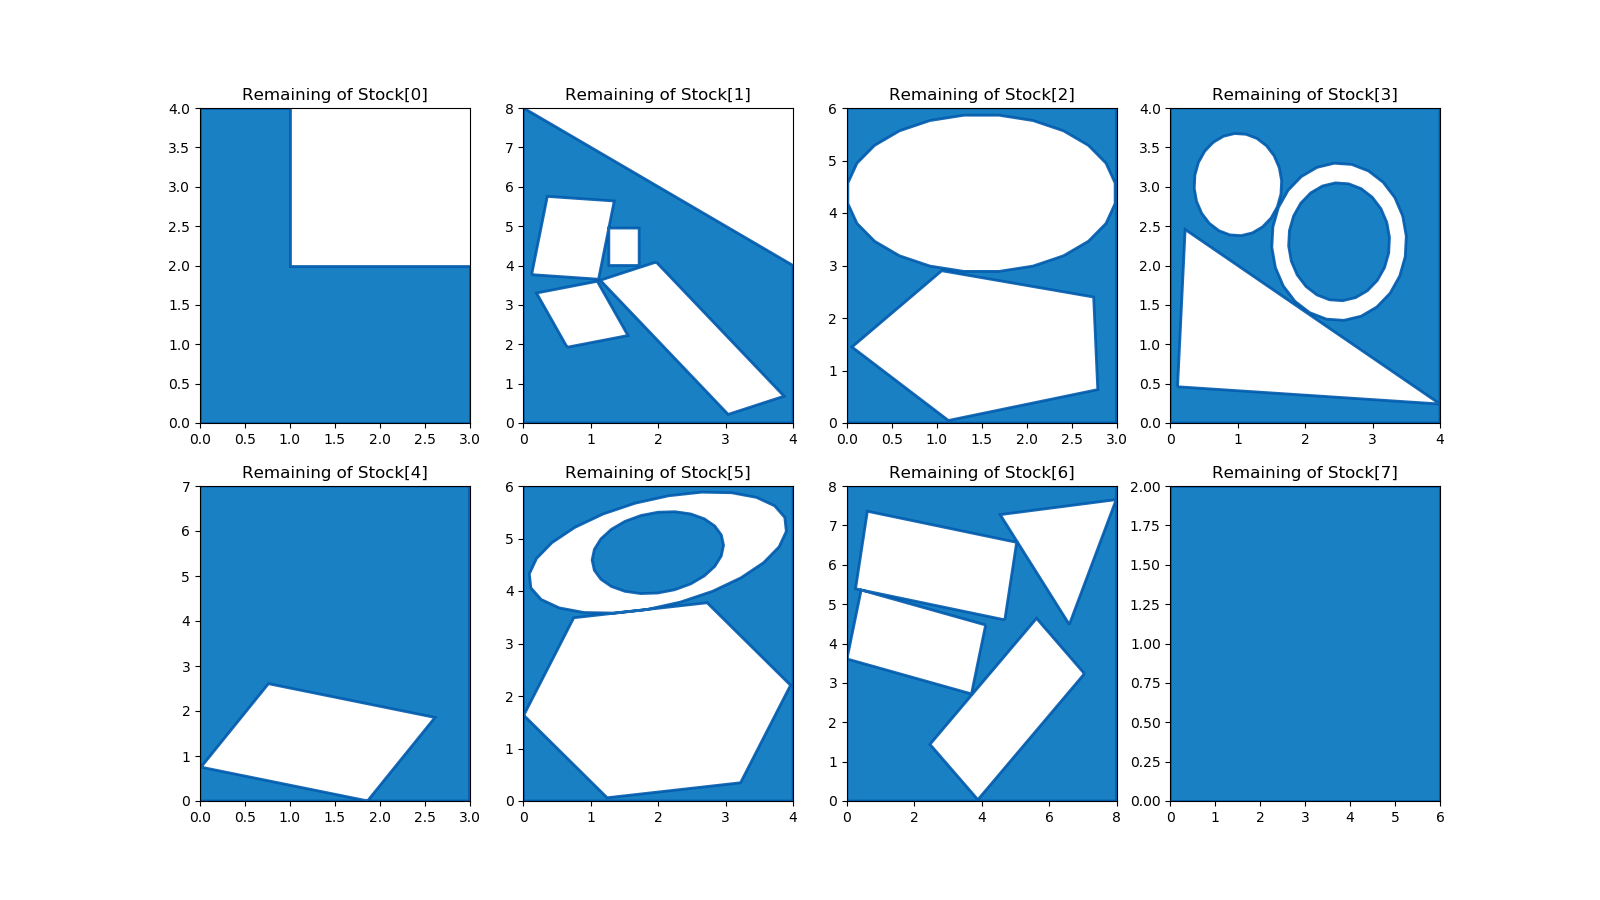 Remaining of Stock[0] Remaining of Stock[1] Remaining of Stock[2] Remaining of Stock[3]
4.0 3.5 3.0 2.5 2.0 1.5 1.0 0.5 0.0
0.0 0.5 1.0 1.5 2.0 2.5 3.0
8 7 6 5 4 3 2 1 0
0 1 2 3 4
6 5 4 3 2 1 0
0.0 0.5 1.0 1.5 2.0 2.5 3.0
4.0 3.5 3.0 2.5 2.0 1.5 1.0 0.5 0.0
0 1 2 3 4
Remaining of Stock[4] Remaining of Stock[5] Remaining of Stock[6] Remaining of Stock[7]
7 6 5 4 3 2 1 0
0.0 0.5 1.0 1.5 2.0 2.5 3.0
6 5 4 3 2 1 0
0 1 2 3 4
8 7 6 5 4 3 2 1 0
0 2 4 6 8
2.00 1.75 1.50 1.25 1.00 0.75 0.50 0.25 0.00
0 1 2 3 4 5 6